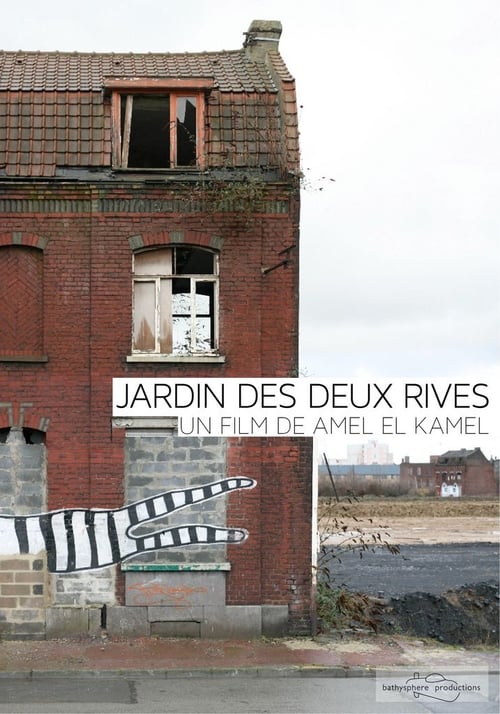 JARDIN DES DEUX RIVES
UN FILM DE AMEL EL KAMEL
bathysphere productions